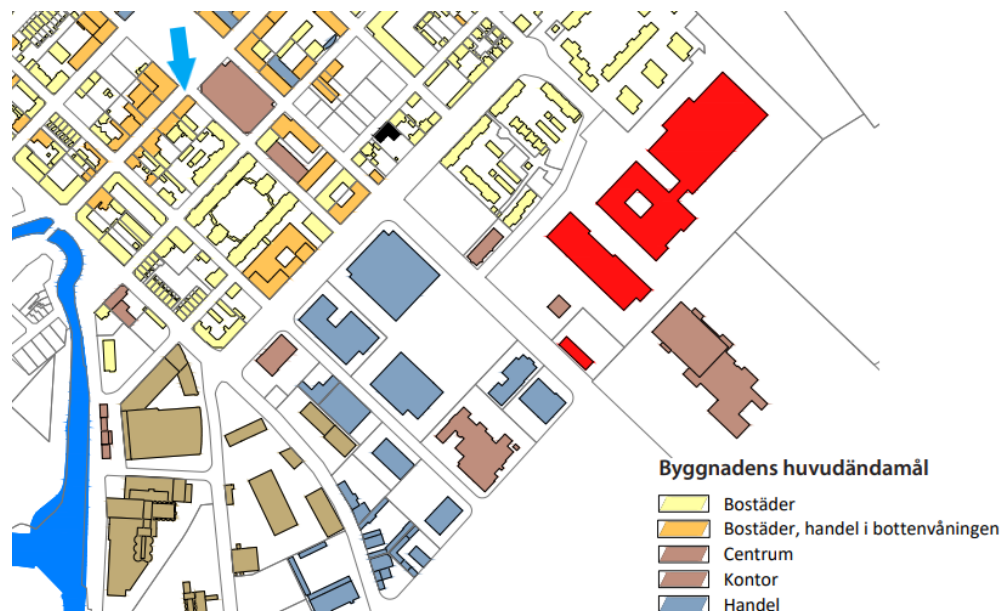 Byggnadens huvudändamål
Bostäder
Bostäder, handel i bottenvåningen
Centrum
Kontor
Handel